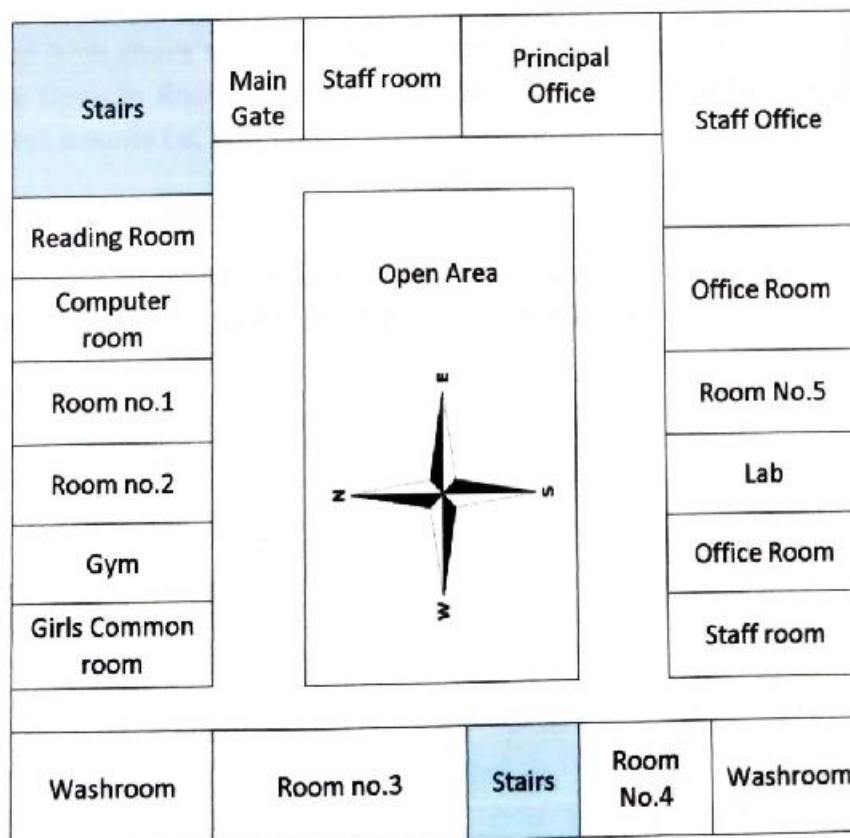 Stairs
Main
Gate
Staff room
Principal
Office
Staff Office
Reading Room
Computer
room
Room no.1
Room no.2
Gym
Girls Common
room
Open Area
E
N
S
W
Office Room
Room No.5
Lab
Office Room
Staff room
Washroom
Room no.3
Stairs
Room
No.4
Washroom